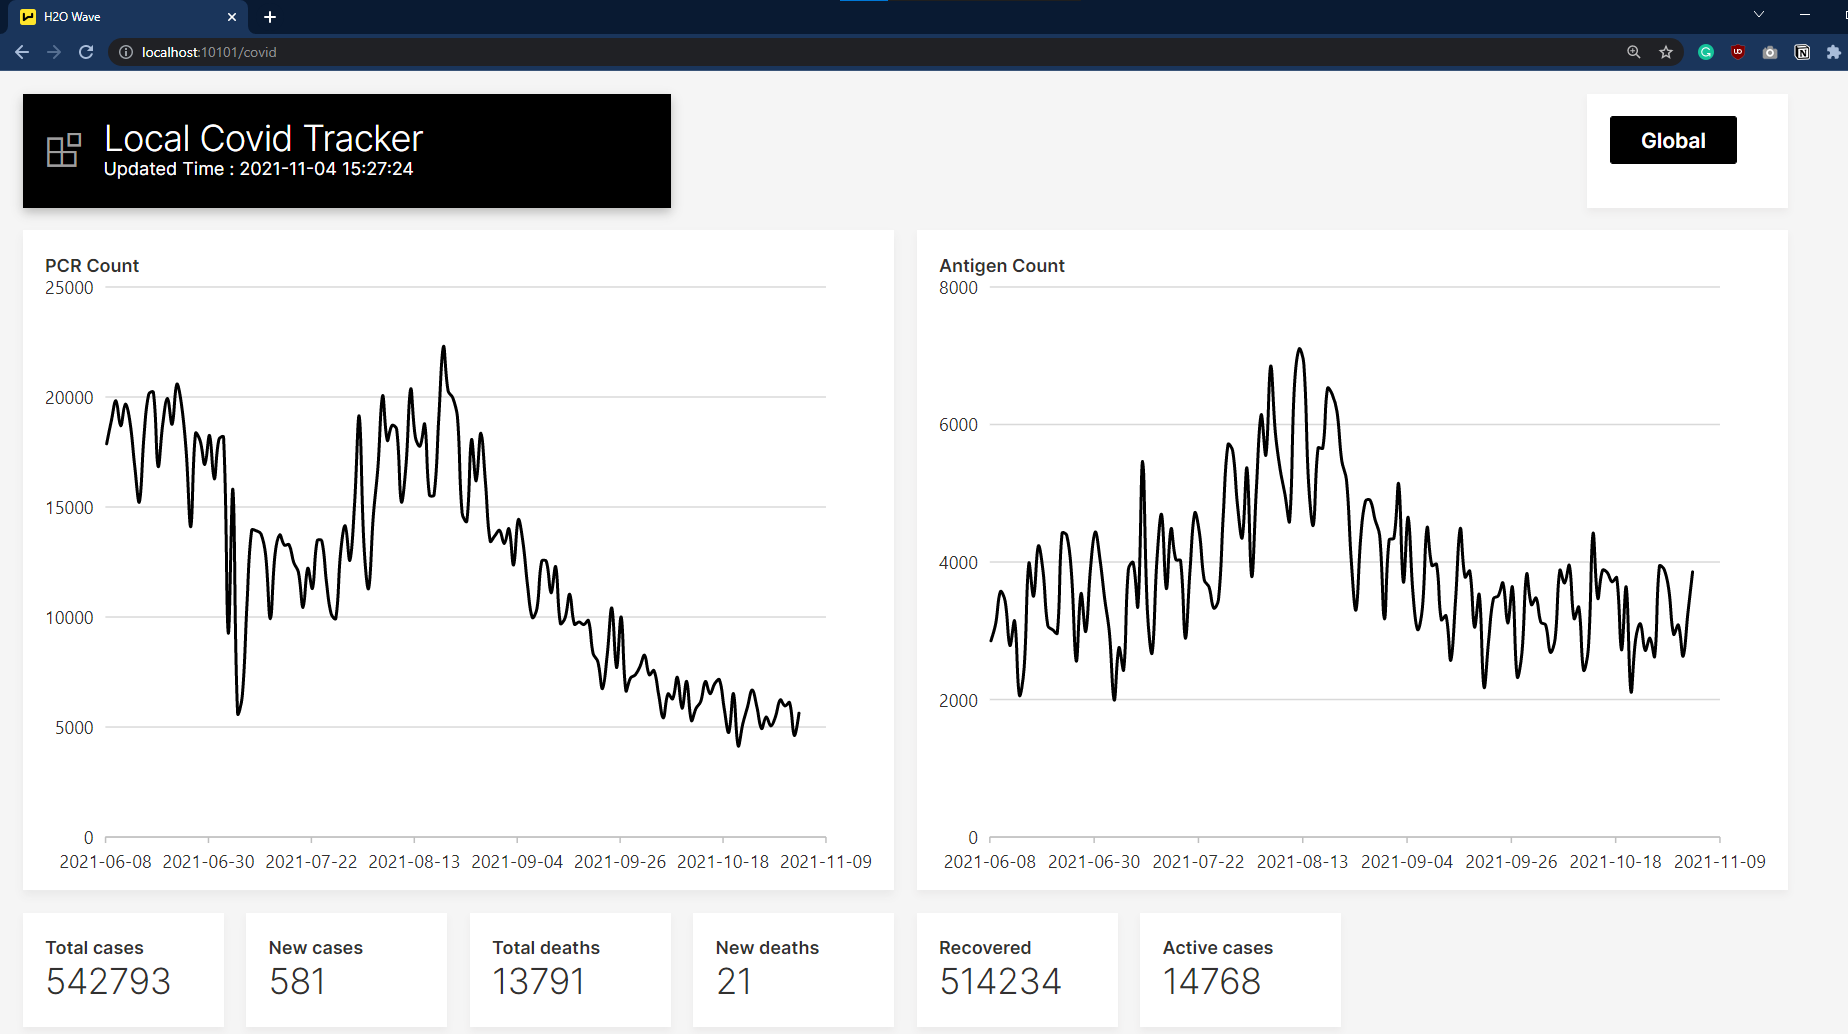 H2O Wave
localhost:10101/covid
Local Covid Tracker
Updated Time : 2021-11-04 15:27:24
Global
PCR Count
25000
20000
15000
10000
5000
0
2021-06-08 2021-06-30 2021-07-22 2021-08-13 2021-09-04 2021-09-26 2021-10-18 2021-11-09
Antigen Count
8000
6000
4000
2000
0
2021-06-08 2021-06-30 2021-07-22 2021-08-13 2021-09-04 2021-09-26 2021-10-18 2021-11-09
Total cases
542793
New cases
581
Total deaths
13791
New deaths
21
Recovered
514234
Active cases
14768